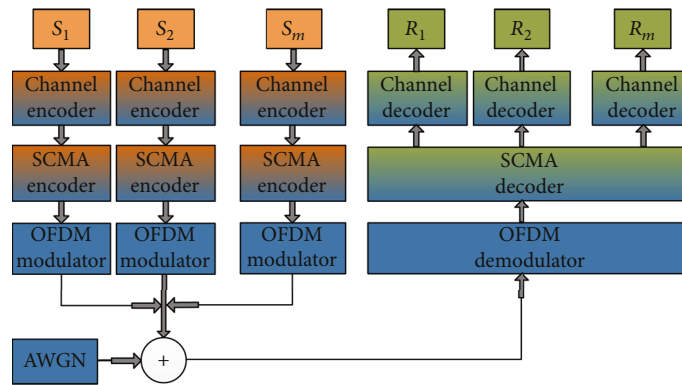 S1 S2 Sm R1 R2 Rm
Channel Channel Channel Channel Channel Channel
encoder encoder encoder decoder decoder decoder
SCMA SCMA SCMA SCMA
encoder encoder encoder decoder
OFDM OFDM OFDM OFDM
modulator modulator modulator demodulator
AWGN +